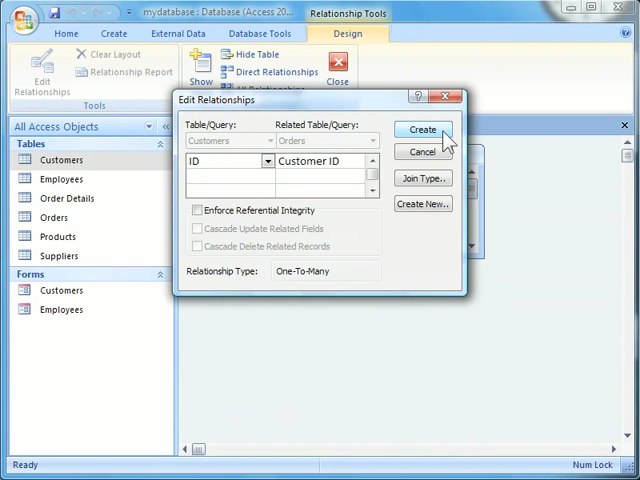 mydatabase : Database (Access 20...
Relationship Tools
Home
Create
External Data
Database Tools
Design
Edit
Relationships
Clear Layout
Relationship Report
Tools
Show
Hide Table
Direct Relationships
All Relationships
Close
All Access Objects
Tables
Customers
Employees
Order Details
Orders
Products
Suppliers
Forms
Customers
Employees
Edit Relationships
Table/Query:
Related Table/Query:
Customers
Orders
ID
Customer ID
Create
Cancel
Join Type..
Create New..
Enforce Referential Integrity
Cascade Update Related Fields
Cascade Delete Related Records
Relationship Type:
One-To-Many
Ready
Num Lock